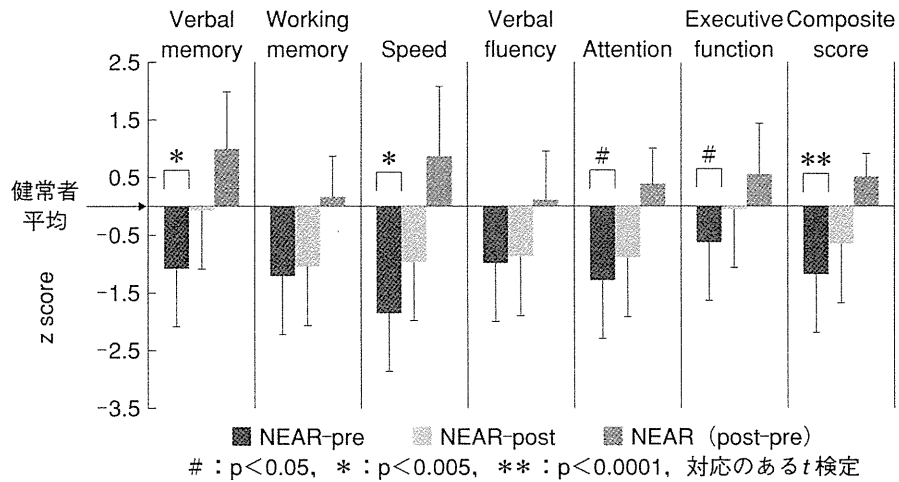 Verbal memory
Working memory
Speed
Verbal fluency
Attention
Executive function
Composite score
2.5
1.5
0.5
-0.5
-1.5
-2.5
-3.5
健常者
平均
z score
*
*
#
#
**
NEAR-pre
NEAR-post
NEAR (post-pre)
#:p<0.05, *:p<0.005, **:p<0.0001, 対応のあるt検定